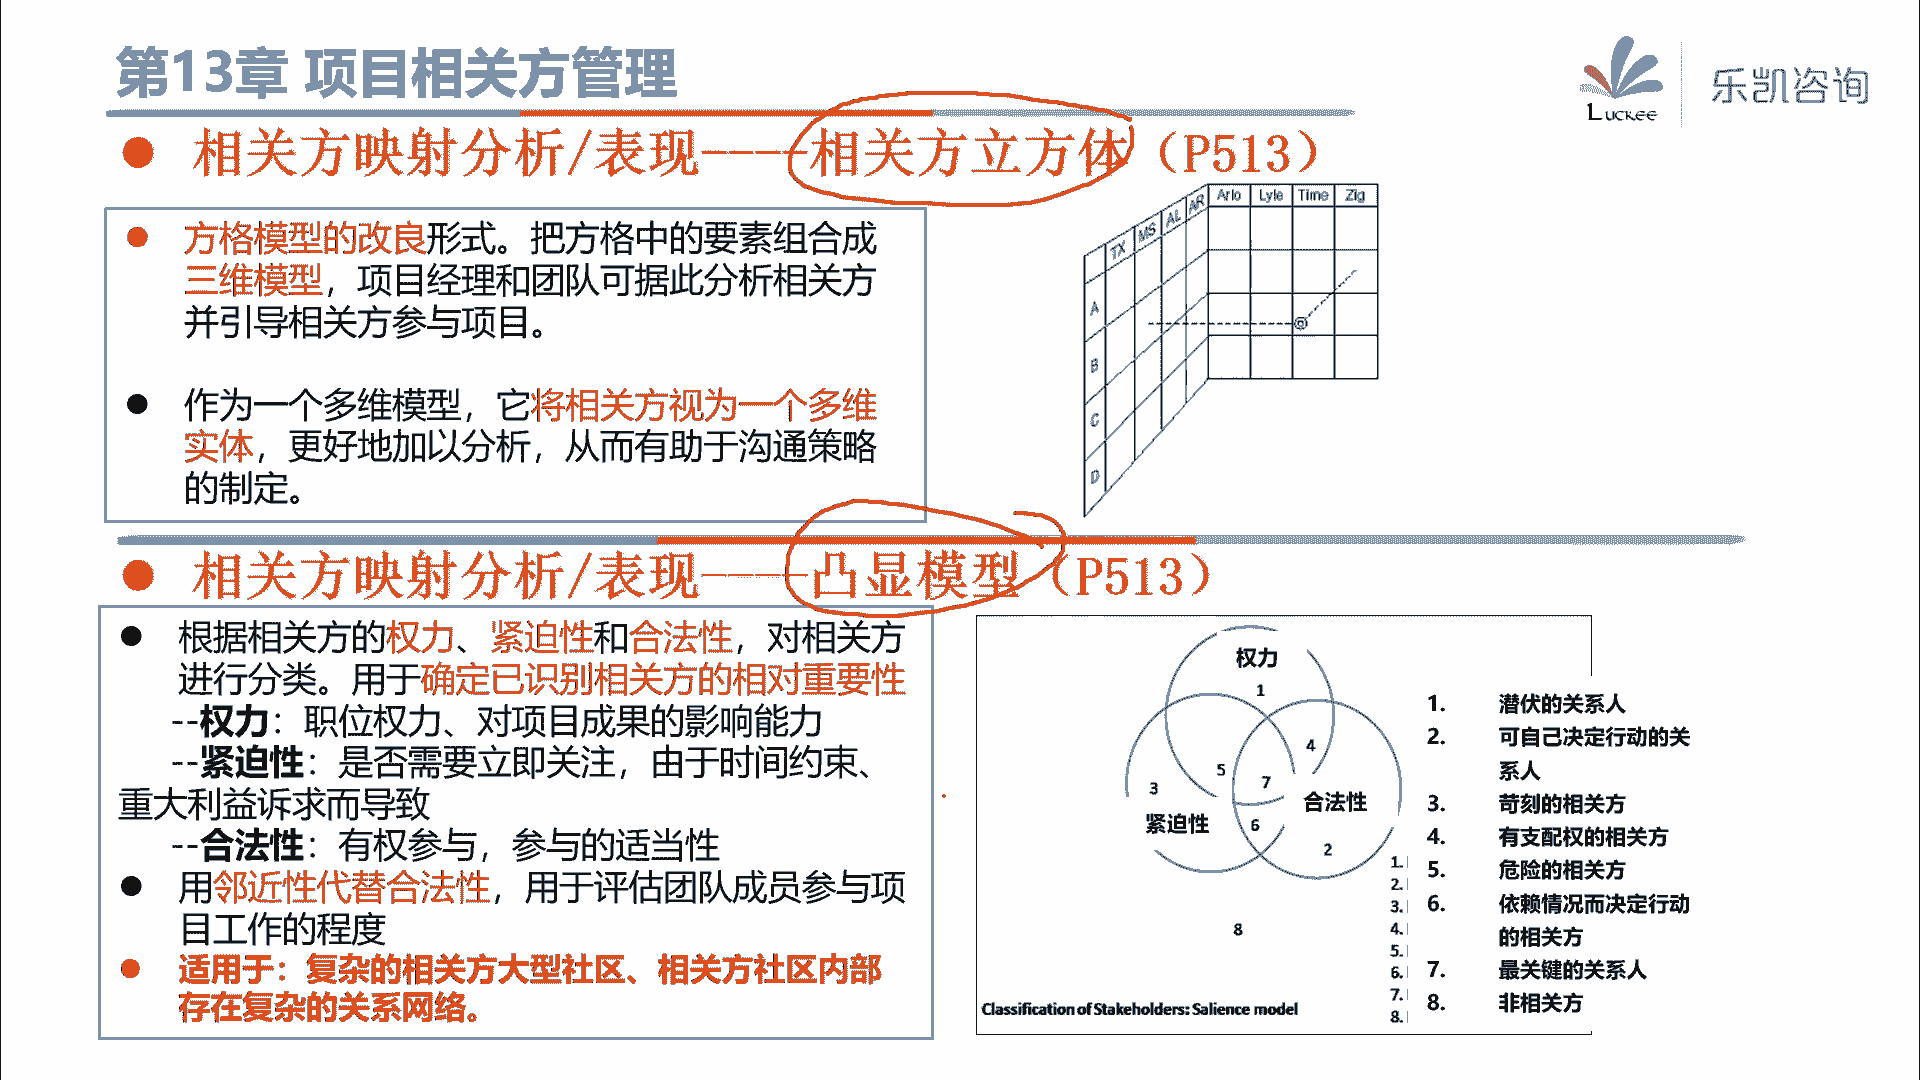 第13章 项目相关方管理
LUCKEE
乐凯咨询
● 相关方映射分析/表现----相关方立方体（P513）
● 方格模型的改良形式。把方格中的要素组合成
三维模型，项目经理和团队可据此分析相关方
并引导相关方参与项目。
● 作为一个多维模型，它将相关方视为一个多维
实体，更好地加以分析，从而有助于沟通策略
的制定。
TX MS AL AR
Arlo Lyle Time Zig
A
B
C
D
● 相关方映射分析/表现----凸显模型（P513）
● 根据相关方的权力、紧迫性和合法性，对相关方
进行分类。用于确定已识别相关方的相对重要性
--权力：职位权力、对项目成果的影响能力
--紧迫性：是否需要立即关注，由于时间约束、
重大利益诉求而导致
--合法性：有权参与，参与的适当性
● 用邻近性代替合法性，用于评估团队成员参与项
目工作的程度
● 适用于：复杂的相关方大型社区、相关方社区内部
存在复杂的关系网络。
权力
1
4
5
3
7
合法性
紧迫性
6
2
8
Classification of Stakeholders: Salience model
1.
2.
3.
4.
5.
6.
7.
8.
1. 潜伏的关系人
2. 可自己决定行动的关
系人
3. 苛刻的相关方
4. 有支配权的相关方
5. 危险的相关方
6. 依赖情况而决定行动
的相关方
7. 最关键的关系人
8. 非相关方